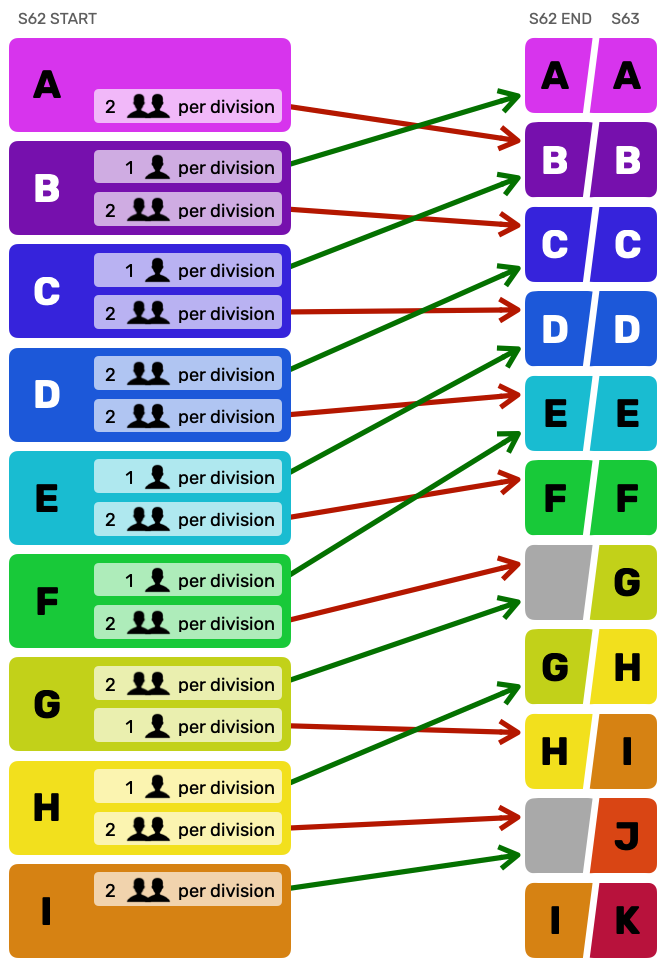 S62 START
S62 END S63
A
2 per division
B
1 per division
2 per division
C
1 per division
2 per division
D
2 per division
2 per division
E
1 per division
2 per division
F
1 per division
2 per division
G
2 per division
1 per division
H
1 per division
2 per division
I
2 per division
A A
B B
C C
D D
E E
F F
G
G H
H I
J
I K